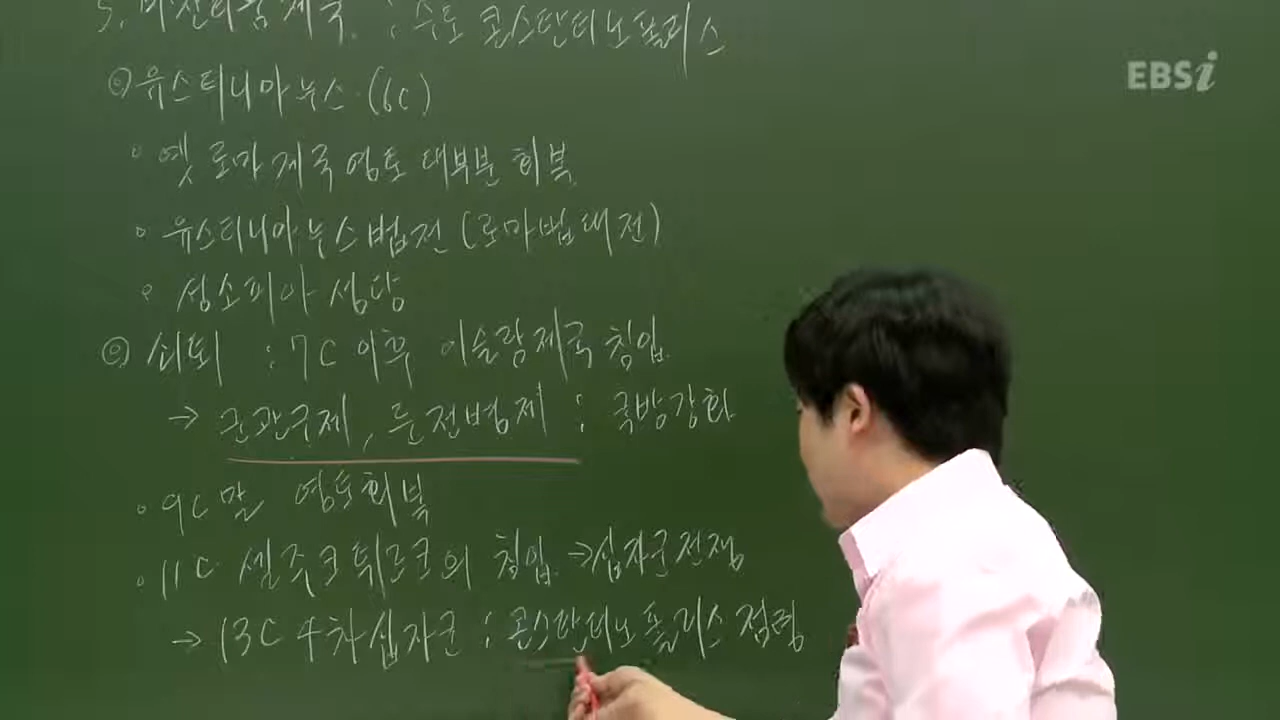 5. 비잔티움 제국 : 수도 콘스탄티노폴리스
EBSi
◎ 유스티니아누스 (6C)
◦ 옛 로마 제국 영토 대부분 회복
◦ 유스티니아누스법전 (로마법대전)
◦ 성소피아 성당
◎ 쇠퇴 : 7C 이후 이슬람제국 침입
→ 군관구제, 둔전병제 : 국방강화
◦ 9C말 영토회복
◦ 11C 셀주크튀르크의 침입 → 십자군전쟁
→ 13C 4차 십자군 : 콘스탄티노폴리스 점령